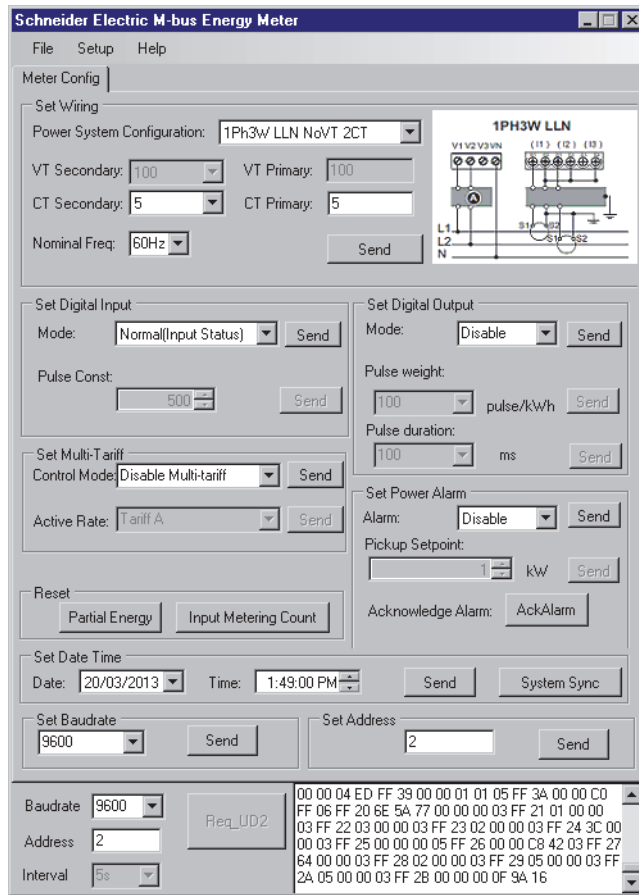 Schneider Electric M-bus Energy Meter
File Setup Help
Meter Config
Set Wiring
Power System Configuration: 1Ph3W LLN NoVT 2CT
VT Secondary: 100 VT Primary: 100
CT Secondary: 5 CT Primary: 5
Nominal Freq: 60Hz Send
1PH3W LLN
V1 V2 V3 VN (I1) (I2) (I3)
A
L1
L2
N
S1 S2
S1 S2
Set Digital Input
Mode: Normal(Input Status) Send
Pulse Const:
500 Send
Set Digital Output
Mode: Disable Send
Pulse weight:
100 pulse/kWh Send
Pulse duration:
100 ms Send
Set Multi-Tariff
Control Mode: Disable Multi-tariff Send
Active Rate: Tariff A Send
Set Power Alarm
Alarm: Disable Send
Pickup Setpoint:
1 kW Send
Acknowledge Alarm: AckAlarm
Reset
Partial Energy Input Metering Count
Set Date Time
Date: 20/03/2013 Time: 1:49:00 PM Send System Sync
Set Baudrate
9600 Send
Set Address
2 Send
Baudrate 9600
Address 2
Interval 5s
Req_UD2
00 00 04 ED FF 39 00 00 01 01 05 FF 3A 00 00 C0
FF 06 FF 20 6E 5A 77 00 00 00 03 FF 21 01 00 00
03 FF 22 03 00 00 03 FF 23 02 00 00 03 FF 24 3C 00
00 03 FF 25 00 00 00 05 FF 26 00 00 C8 42 03 FF 27
64 00 00 03 FF 28 02 00 00 03 FF 29 05 00 00 03 FF
2A 05 00 00 03 FF 2B 00 00 00 0F 9A 16